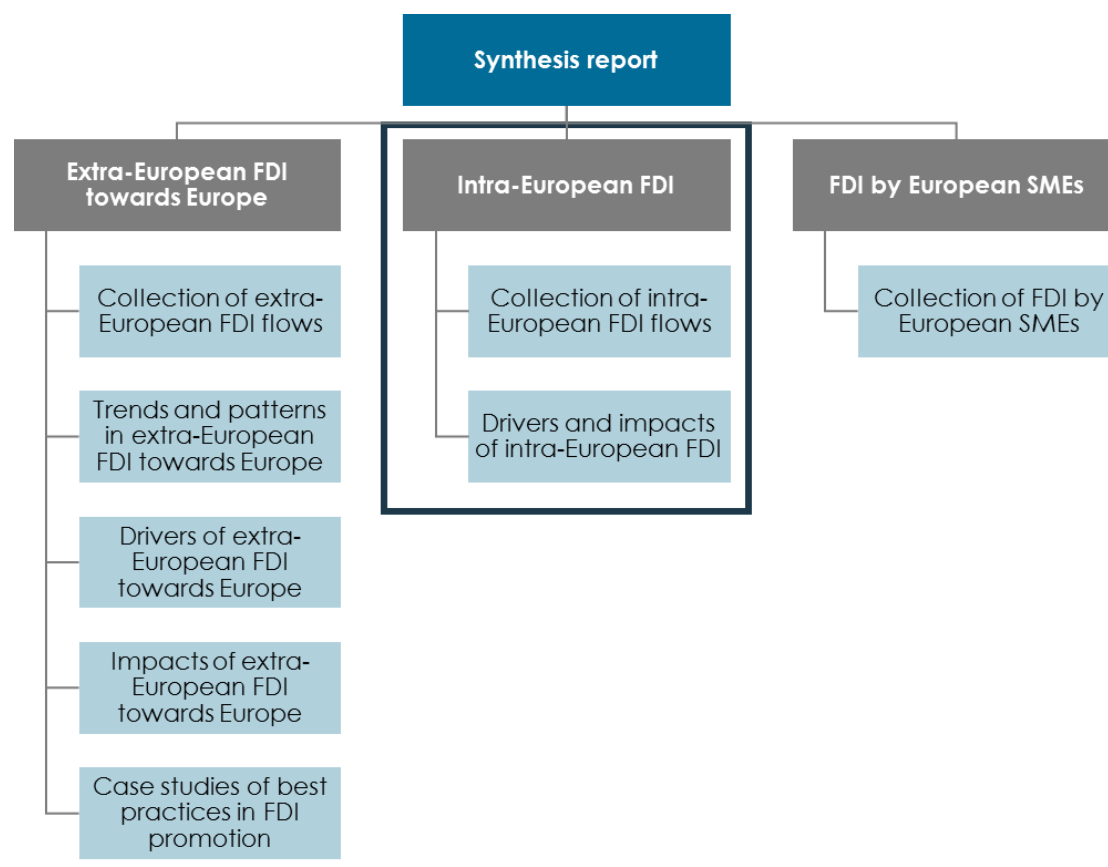 Synthesis report
Extra-European FDI
towards Europe
Collection of extra-
European FDI flows
Trends and patterns
in extra-European
FDI towards Europe
Drivers of extra-
European FDI
towards Europe
Impacts of extra-
European FDI
towards Europe
Case studies of best
practices in FDI
promotion
Intra-European FDI
Collection of intra-
European FDI flows
Drivers and impacts
of intra-European FDI
FDI by European SMEs
Collection of FDI by
European SMEs